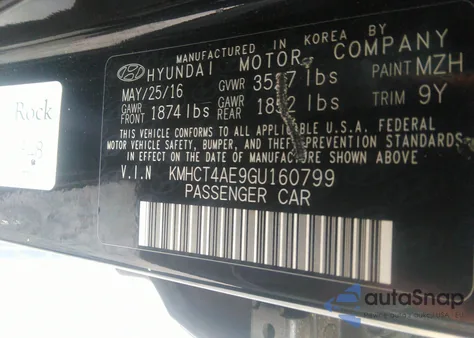 MANUFACTURED IN KOREA BY
HYUNDAI MOTOR COMPANY
MAY/25/16 GVWR lbs PAINT MZH
GAWR FRONT 1874 lbs GAWR REAR lbs TRIM 9Y
THIS VEHICLE CONFORMS TO ALL APPLICABLE U.S.A. FEDERAL
MOTOR VEHICLE SAFETY, BUMPER, AND THEFT PREVENTION STANDARDS
IN EFFECT ON THE DATE OF MANUFACTURE SHOWN ABOVE
V.I.N KMHCT4AE9GU160799
PASSENGER CAR
Rock
autoSnap